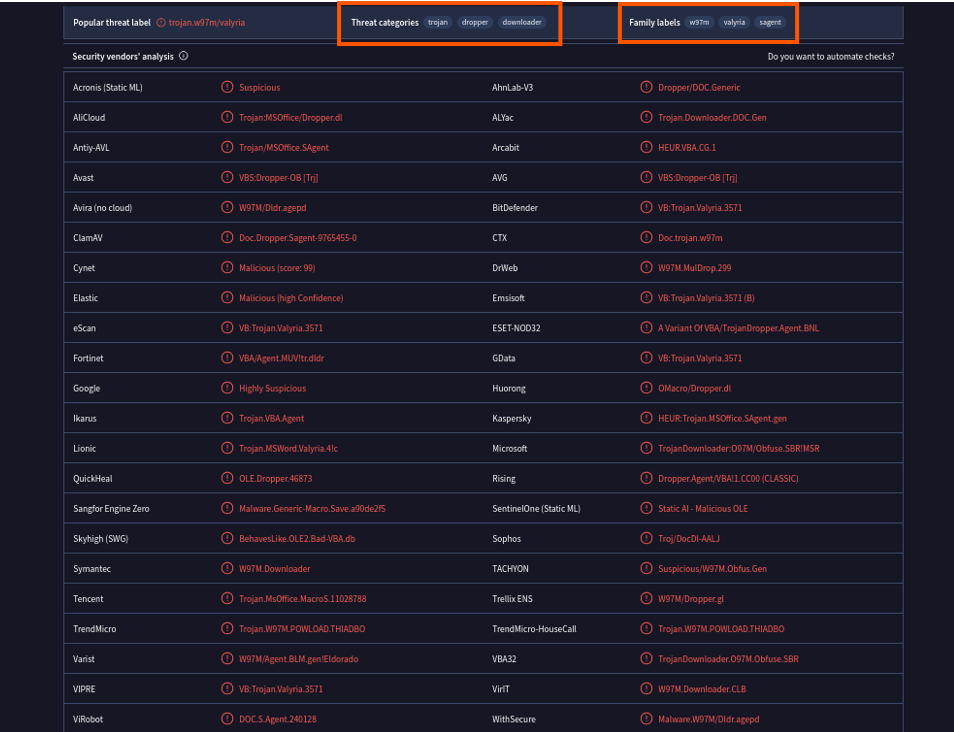 Popular threat label trojan.w97m/valyria Threat categories trojan dropper downloader Family labels w97m valyria sagent
Security vendors' analysis Do you want to automate checks?
Acronis (Static ML) Suspicious AhnLab-V3 Dropper/DOC.Generic
AliCloud Trojan:MSOffice/Dropper.dl ALYac Trojan.Downloader.DOC.Gen
Antiy-AVL Trojan/MSOffice.SAgent Arcabit HEUR.VBA.CG.1
Avast VBS:Dropper-OB [Trj] AVG VBS:Dropper-OB [Trj]
Avira (no cloud) W97M/Dldr.agepd BitDefender VB:Trojan.Valyria.3571
ClamAV Doc.Dropper.Sagent-9765455-0 CTX Doc.trojan.w97m
Cynet Malicious (score: 99) DrWeb W97M.MulDrop.299
Elastic Malicious (high Confidence) Emsisoft VB:Trojan.Valyria.3571 (B)
eScan VB:Trojan.Valyria.3571 ESET-NOD32 A Variant Of VBA/TrojanDropper.Agent.BNL
Fortinet VBA/Agent.MUV!tr.dldr GData VB:Trojan.Valyria.3571
Google Highly Suspicious Huorong OMacro/Dropper.dl
Ikarus Trojan.VBA.Agent Kaspersky HEUR:Trojan.MSOffice.SAgent.gen
Lionic Trojan.MSWord.Valyria.4!c Microsoft TrojanDownloader:O97M/Obfuse.SBR!MSR
QuickHeal OLE.Dropper.46873 Rising Dropper.Agent/VBA!1.CC00 (CLASSIC)
Sangfor Engine Zero Malware.Generic-Macro.Save.a90de2f5 SentinelOne (Static ML) Static AI - Malicious OLE
Skyhigh (SWG) BehavesLike.OLE2.Bad-VBA.db Sophos Troj/DocDl-AALJ
Symantec W97M.Downloader TACHYON Suspicious/W97M.Obfus.Gen
Tencent Trojan.MsOffice.MacroS.11028788 Trellix ENS W97M/Dropper.gl
TrendMicro Trojan.W97M.POWLOAD.THIADBO TrendMicro-HouseCall Trojan.W97M.POWLOAD.THIADBO
Varist W97M/Agent.BLM.gen!Eldorado VBA32 TrojanDownloader.O97M.Obfuse.SBR
VIPRE VB:Trojan.Valyria.3571 VirIT W97M.Downloader.CLB
ViRobot DOC.S.Agent.240128 WithSecure Malware.W97M/Dldr.agepd